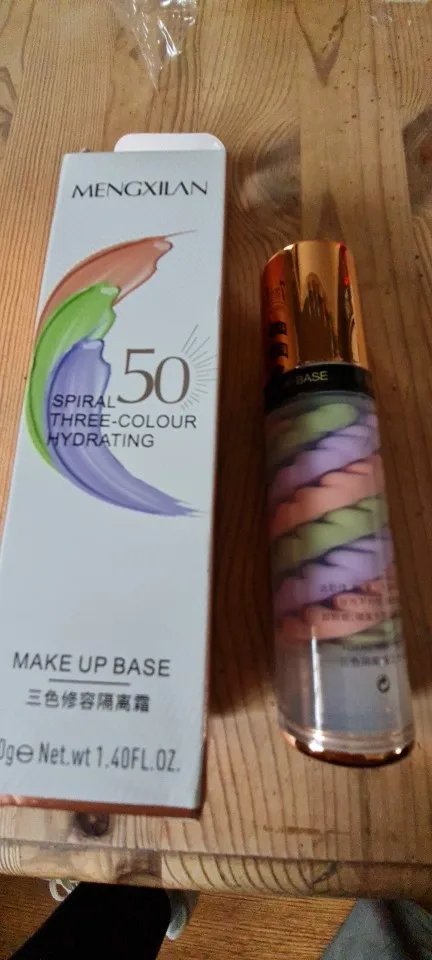 MENGXILAN
50
SPIRAL
THREE-COLOUR
HYDRATING
MAKE UP BASE
三色修容隔离霜
0g℮ Net.wt 1.40FL.OZ.
BASE